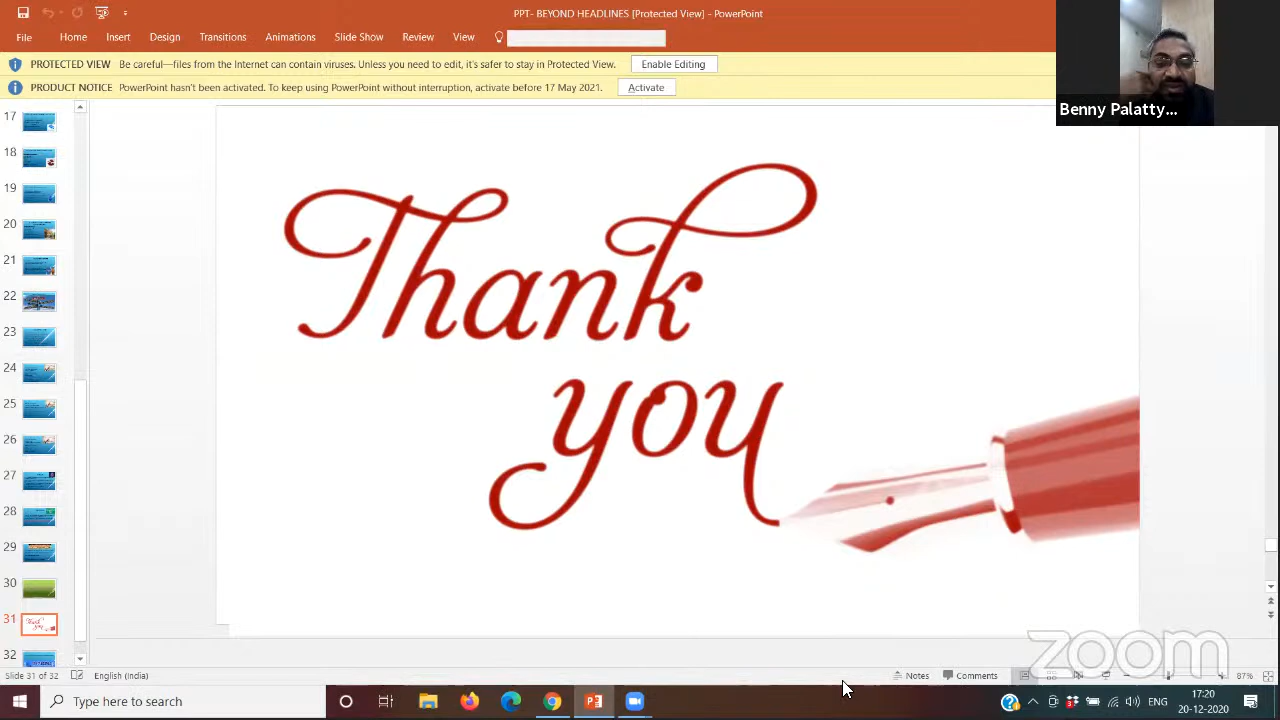 PPT- BEYOND HEADLINES [Protected View] - PowerPoint
File Home Insert Design Transitions Animations Slide Show Review View
PROTECTED VIEW Be careful—files from the Internet can contain viruses. Unless you need to edit, it's safer to stay in Protected View. Enable Editing
PRODUCT NOTICE PowerPoint hasn't been activated. To keep using PowerPoint without interruption, activate before 17 May 2021. Activate
Benny Palatty...
17
18
19
20
21
22
23
24
25
26
27
28
29
30
31
32
Thank
you
zoom
Slide 31 of 32 English (India) Notes Comments 87%
Type here to search
ENG
17:20
20-12-2020